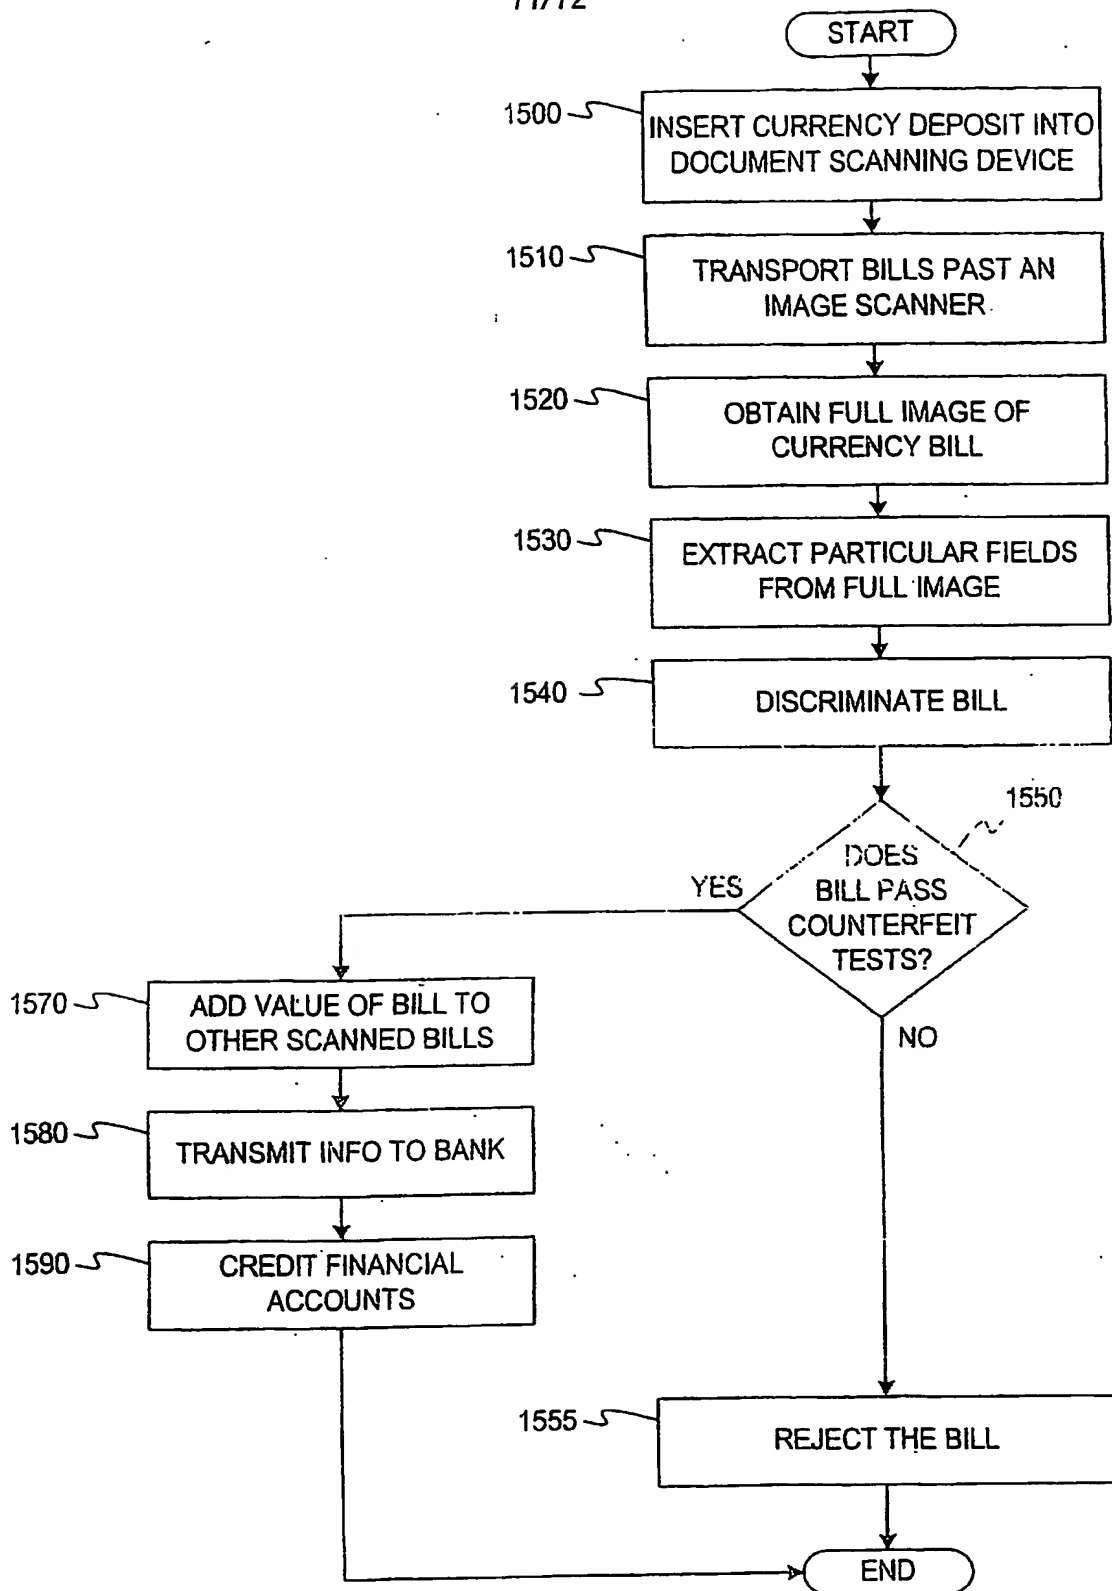 START
1500
INSERT CURRENCY DEPOSIT INTO
DOCUMENT SCANNING DEVICE
1510
TRANSPORT BILLS PAST AN
IMAGE SCANNER
1520
OBTAIN FULL IMAGE OF
CURRENCY BILL
1530
EXTRACT PARTICULAR FIELDS
FROM FULL IMAGE
1540
DISCRIMINATE BILL
1550
DOES
BILL PASS
COUNTERFEIT
TESTS?
YES
NO
1570
ADD VALUE OF BILL TO
OTHER SCANNED BILLS
1580
TRANSMIT INFO TO BANK
1590
CREDIT FINANCIAL
ACCOUNTS
1555
REJECT THE BILL
END